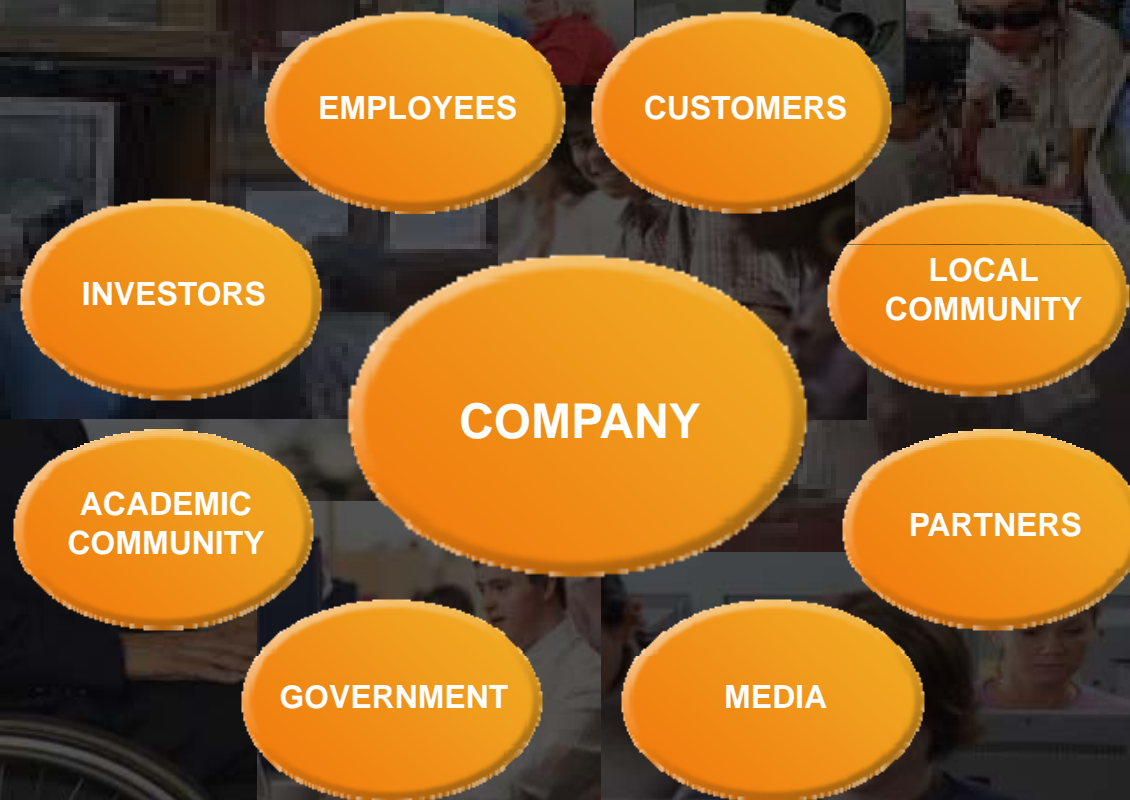 EMPLOYEES
CUSTOMERS
INVESTORS
LOCAL
COMMUNITY
COMPANY
ACADEMIC
COMMUNITY
PARTNERS
GOVERNMENT
MEDIA